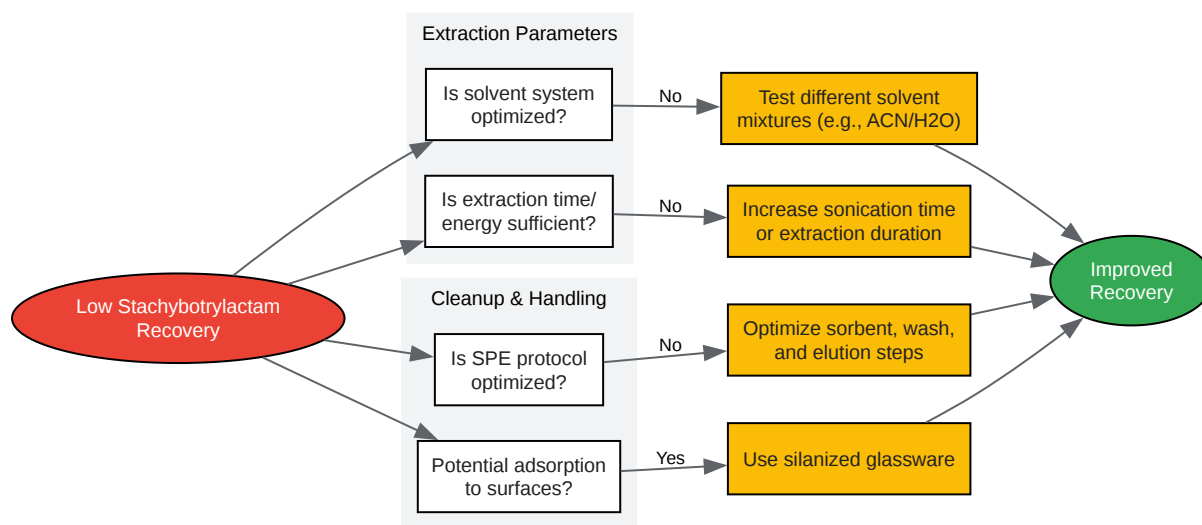 Extraction Parameters
Is solvent system
optimized?
No
Test different solvent
mixtures (e.g., ACN/H2O)
Is extraction time/
energy sufficient?
No
Increase sonication time
or extraction duration
Low Stachybotrylactam
Recovery
Improved
Recovery
Cleanup & Handling
Is SPE protocol
optimized?
No
Optimize sorbent, wash,
and elution steps
Potential adsorption
to surfaces?
Yes
Use silanized glassware